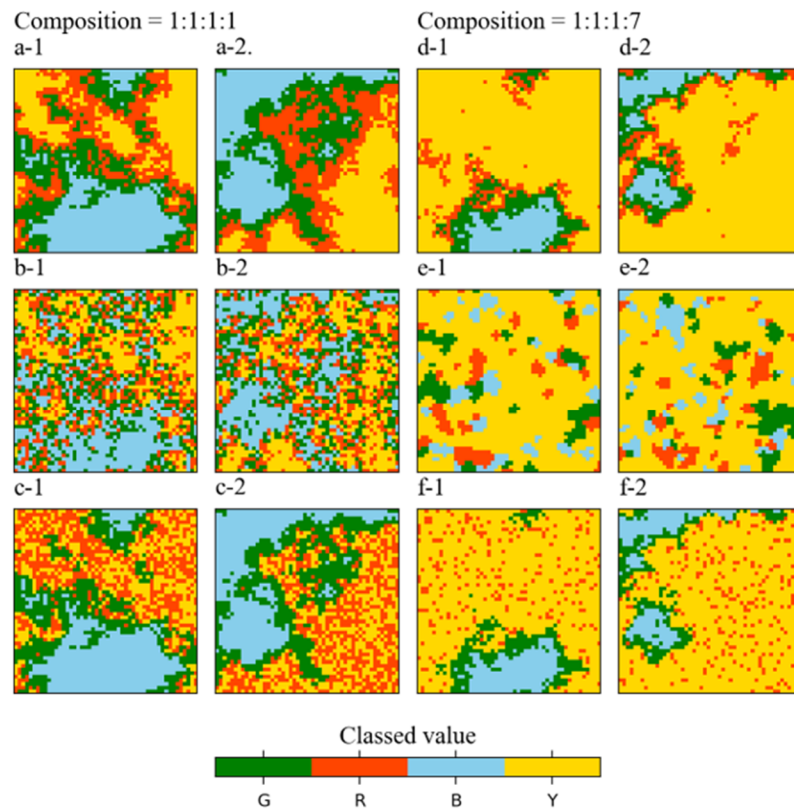 Composition = 1:1:1:1 Composition = 1:1:1:7
a-1 a-2. d-1 d-2
b-1 b-2 e-1 e-2
c-1 c-2 f-1 f-2
Classed value
G R B Y